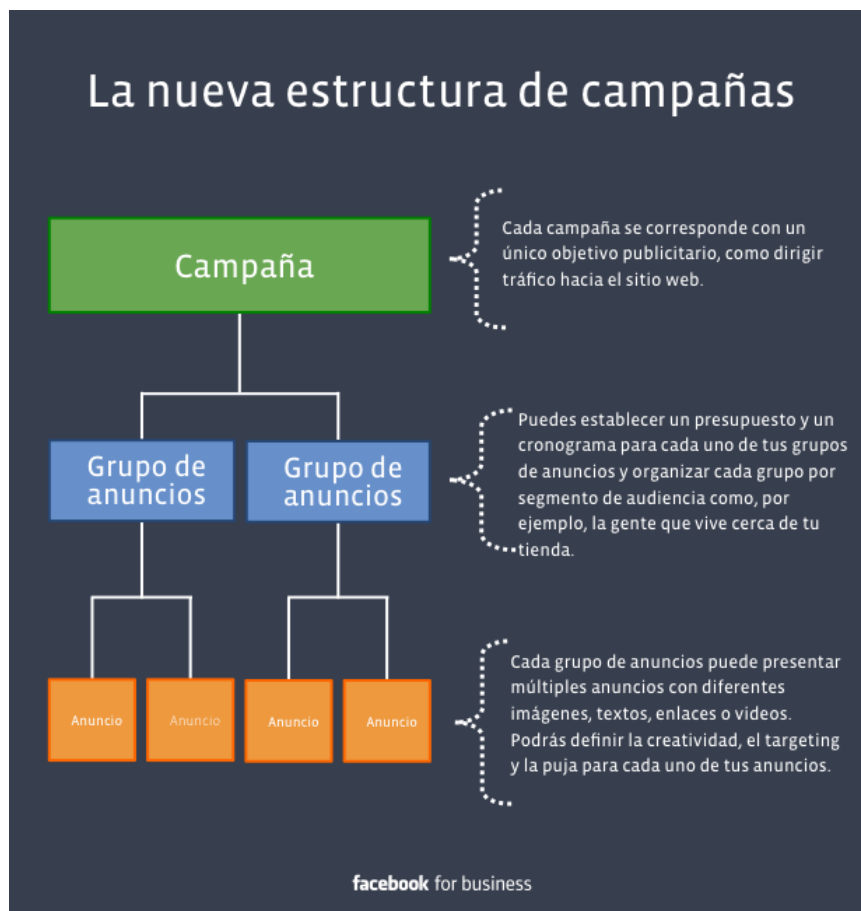 La nueva estructura de campañas
Campaña
Cada campaña se corresponde con un
único objetivo publicitario, como dirigir
tráfico hacia el sitio web.
Grupo de
anuncios
Grupo de
anuncios
Puedes establecer un presupuesto y un
cronograma para cada uno de tus grupos
de anuncios y organizar cada grupo por
segmento de audiencia como, por
ejemplo, la gente que vive cerca de tu
tienda.
Anuncio
Anuncio
Anuncio
Anuncio
Cada grupo de anuncios puede presentar
múltiples anuncios con diferentes
imágenes, textos, enlaces o videos.
Podrás definir la creatividad, el targeting
y la puja para cada uno de tus anuncios.
facebook for business